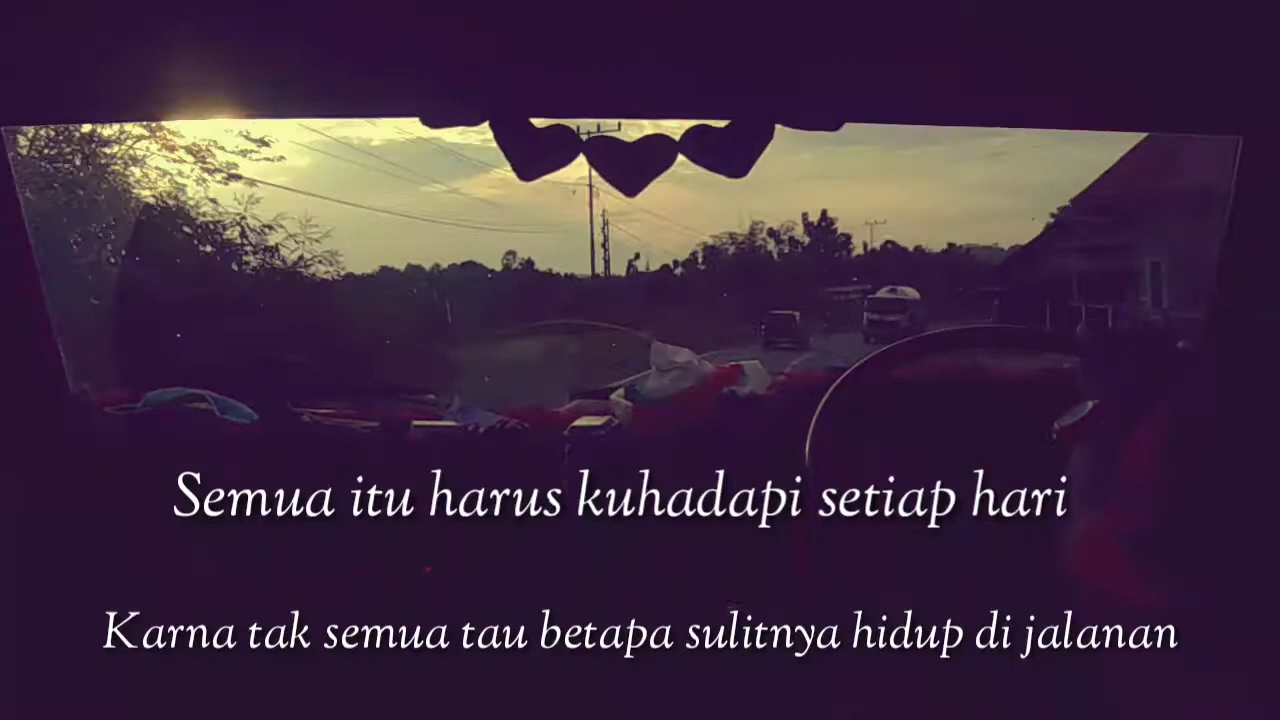 Semua itu harus kuhadapi setiap hari
Karna tak semua tau betapa sulitnya hidup di jalanan